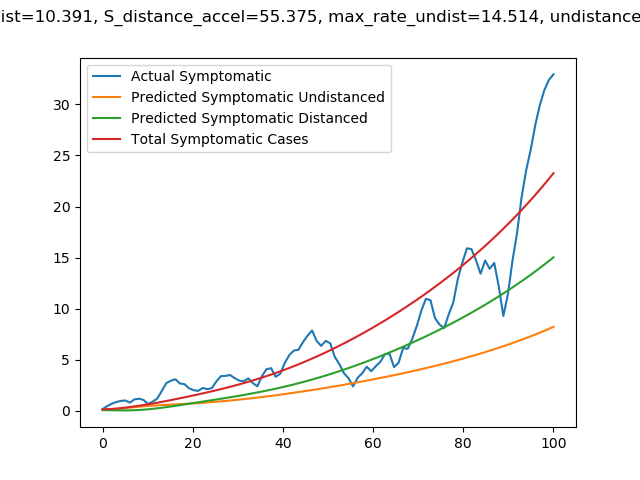 ist=10.391, S_distance_accel=55.375, max_rate_undist=14.514, undistance
Actual Symptomatic
Predicted Symptomatic Undistanced
Predicted Symptomatic Distanced
Total Symptomatic Cases
30
25
20
15
10
5
0
0 20 40 60 80 100